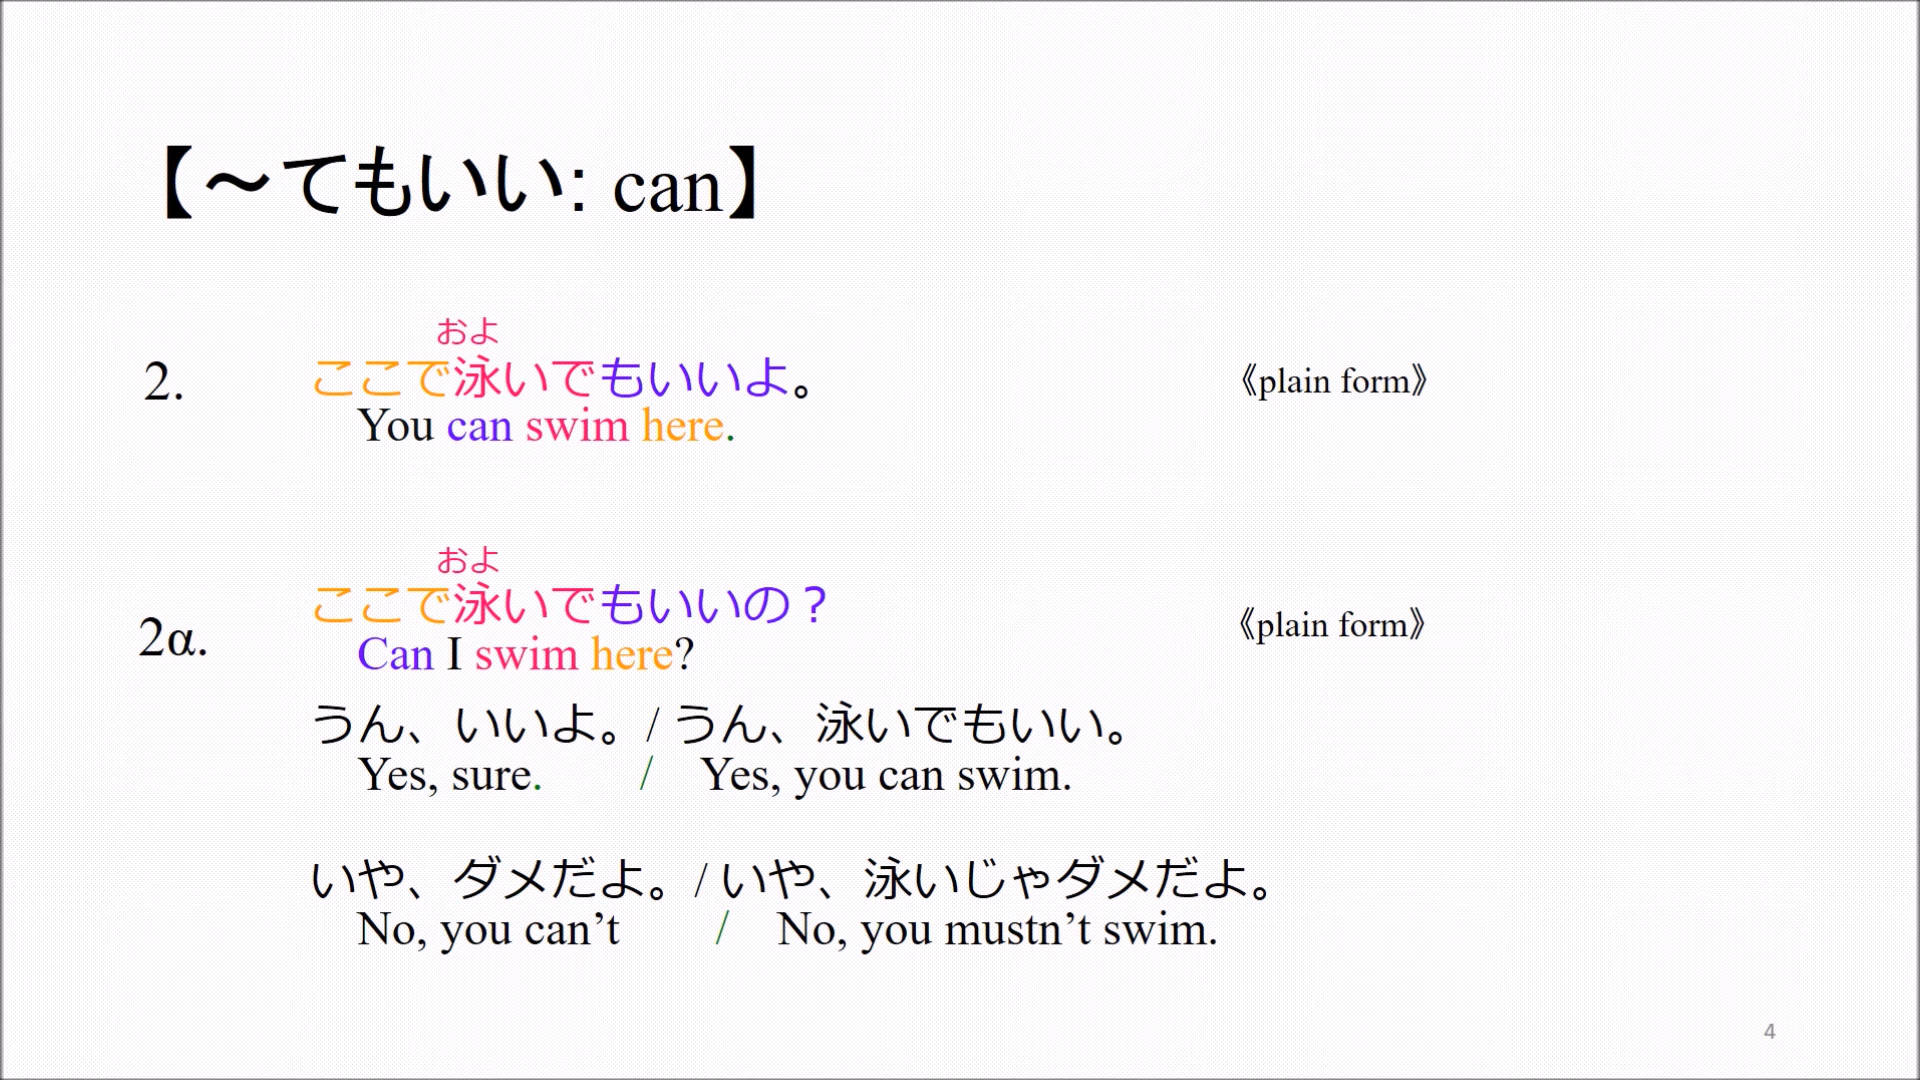 【～てもいい: can】
およ
2. ここで泳いでもいいよ。 《plain form》
You can swim here.
およ
2α. ここで泳いでもいいの？ 《plain form》
Can I swim here?
うん、いいよ。/ うん、泳いでもいい。
Yes, sure. / Yes, you can swim.
いや、ダメだよ。/ いや、泳いじゃダメだよ。
No, you can’t / No, you mustn’t swim.
4